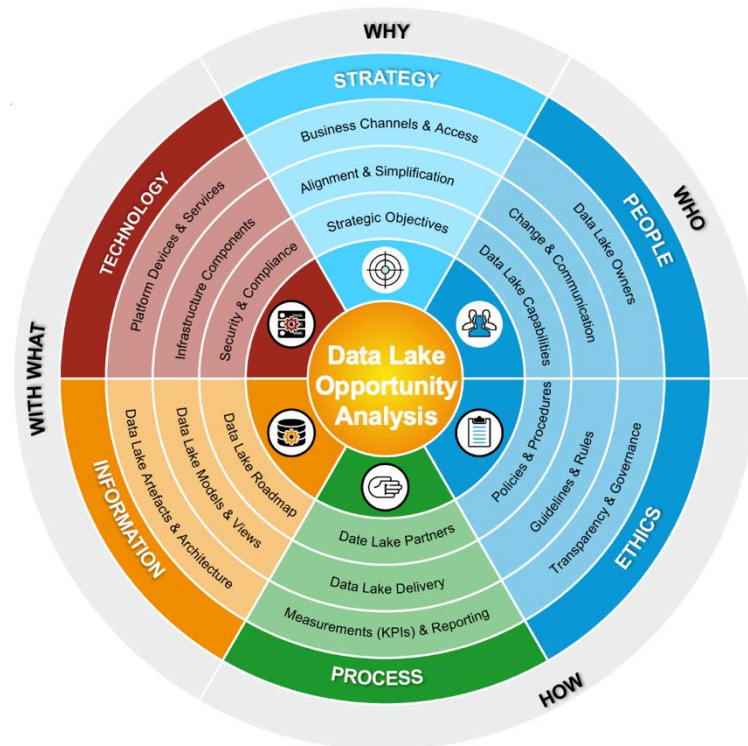 WHY
STRATEGY
Business Channels & Access
Alignment & Simplification
Strategic Objectives
WHO
PEOPLE
Data Lake Owners
Change & Communication
Data Lake Capabilities
HOW
ETHICS
Transparency & Governance
Guidelines & Rules
Policies & Procedures
PROCESS
Date Lake Partners
Data Lake Delivery
Measurements (KPIs) & Reporting
WITH WHAT
INFORMATION
Data Lake Artefacts & Architecture
Data Lake Models & Views
Data Lake Roadmap
TECHNOLOGY
Platform Devices & Services
Infrastructure Components
Security & Compliance
Data Lake
Opportunity
Analysis